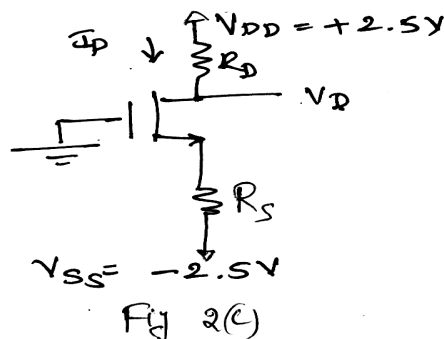 VDD = +2.5V
ID
RD
VD
RS
VSS = -2.5V
Fig 2(c)